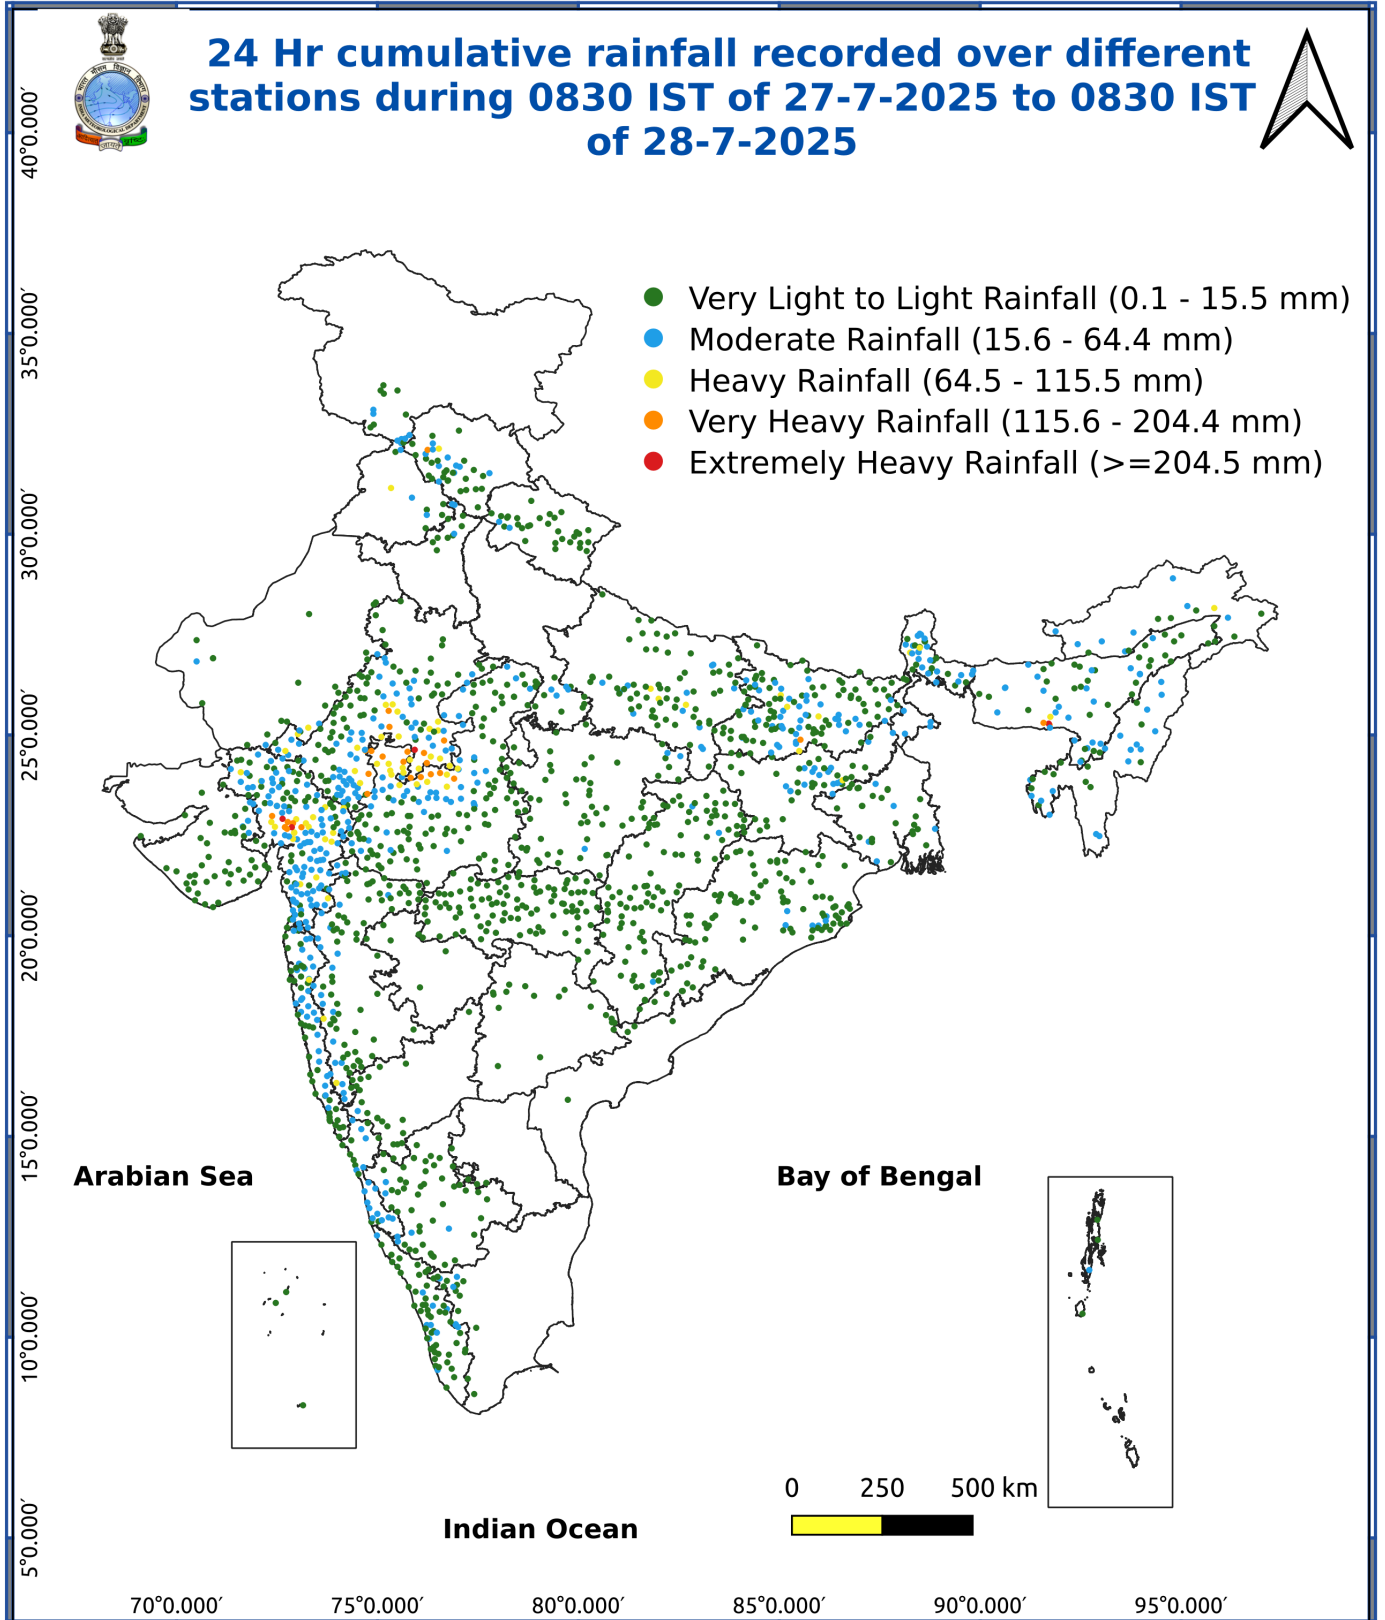 24 Hr cumulative rainfall recorded over different
stations during 0830 IST of 27-7-2025 to 0830 IST
of 28-7-2025
40°0.000′
35°0.000′
30°0.000′
25°0.000′
20°0.000′
15°0.000′
10°0.000′
5°0.000′
Very Light to Light Rainfall (0.1 - 15.5 mm)
Moderate Rainfall (15.6 - 64.4 mm)
Heavy Rainfall (64.5 - 115.5 mm)
Very Heavy Rainfall (115.6 - 204.4 mm)
Extremely Heavy Rainfall (>=204.5 mm)
Arabian Sea
Bay of Bengal
Indian Ocean
0 250 500 km
70°0.000′ 75°0.000′ 80°0.000′ 85°0.000′ 90°0.000′ 95°0.000′